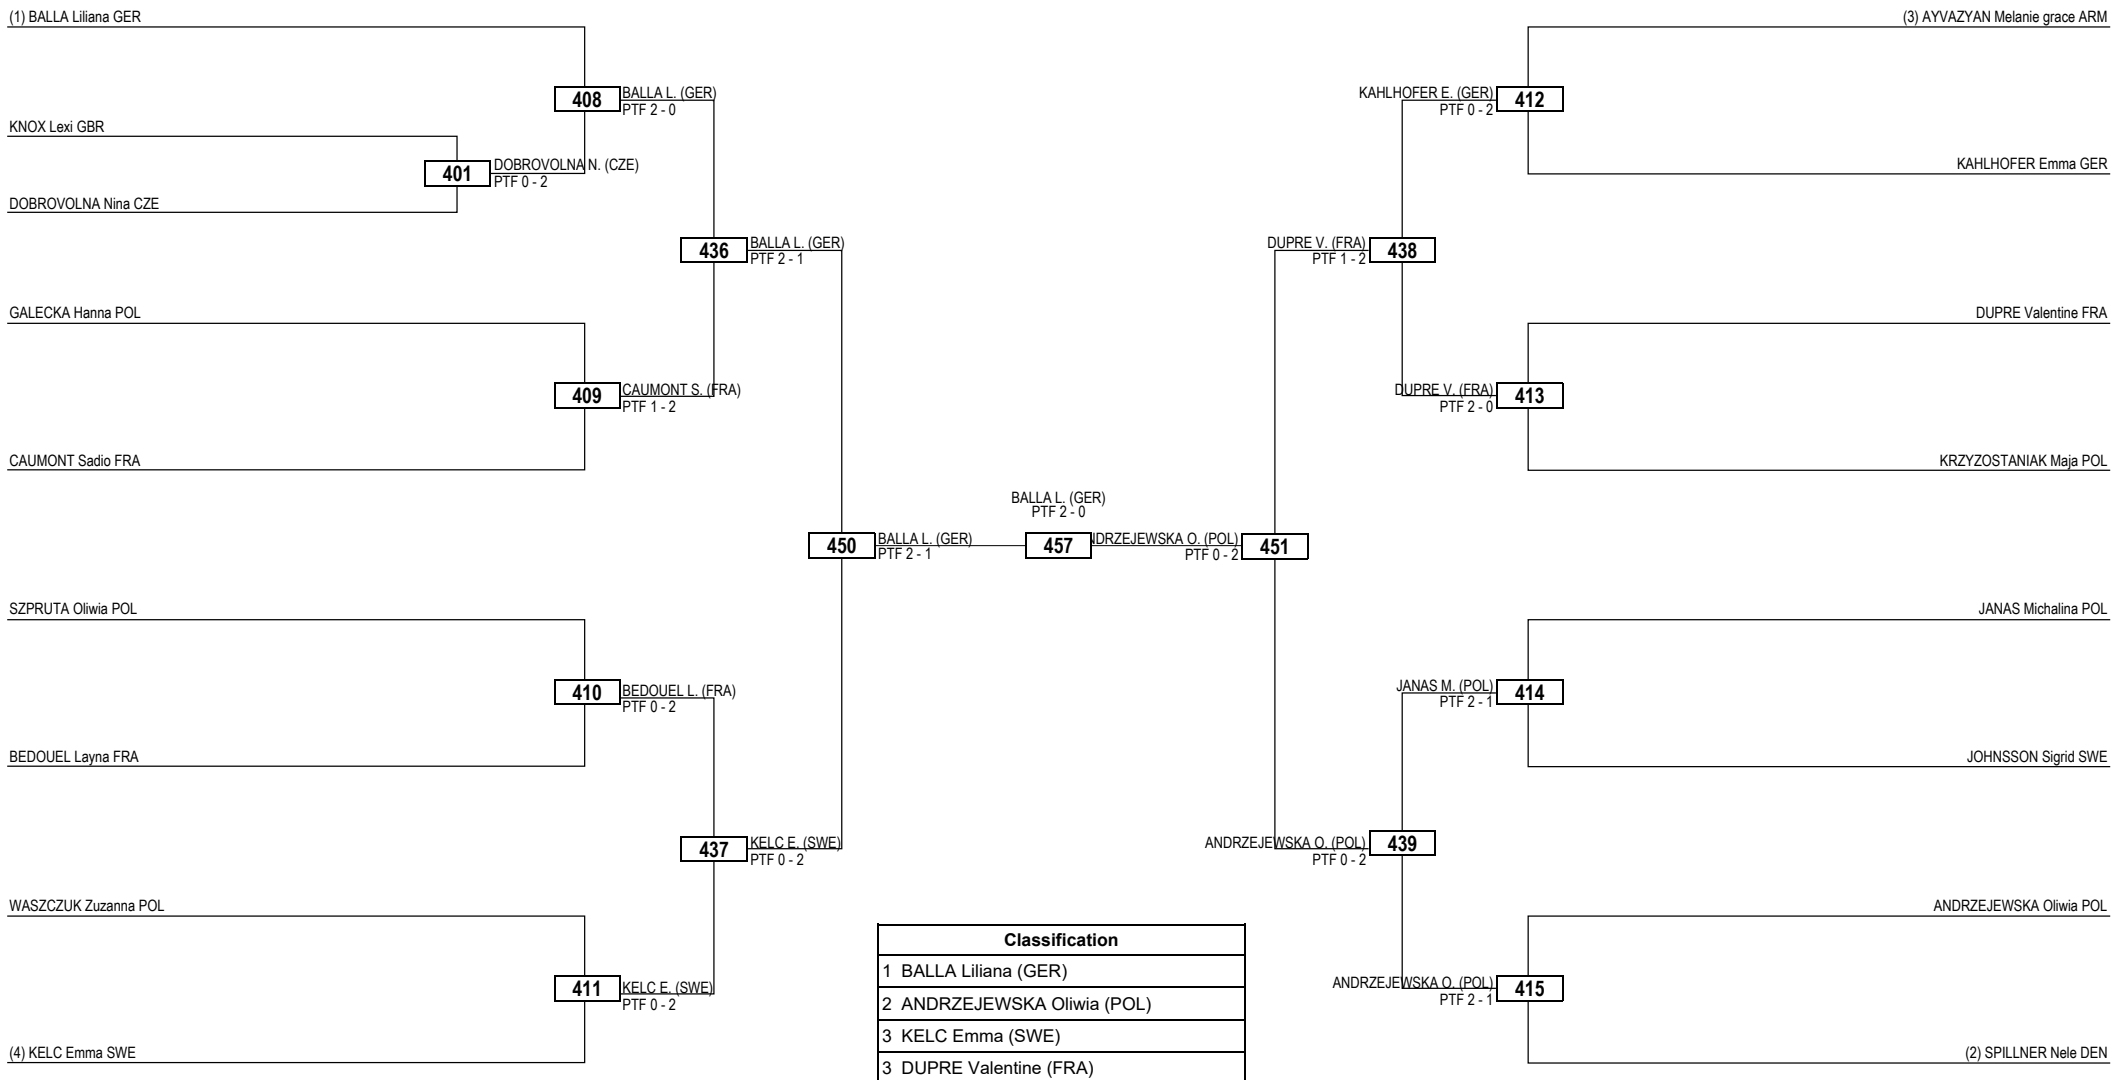 (1) BALLA Liliana GER
KNOX Lexi GBR
DOBROVOLNA Nina CZE
GALECKA Hanna POL
CAUMONT Sadio FRA
SZPRUTA Oliwia POL
BEDOUEL Layna FRA
WASZCZUK Zuzanna POL
(4) KELC Emma SWE
401
DOBROVOLNA N. (CZE)
PTF 0 - 2
408
BALLA L. (GER)
PTF 2 - 0
409
CAUMONT S. (FRA)
PTF 1 - 2
410
BEDOUEL L. (FRA)
PTF 0 - 2
411
KELC E. (SWE)
PTF 0 - 2
436
BALLA L. (GER)
PTF 2 - 1
437
KELC E. (SWE)
PTF 0 - 2
450
BALLA L. (GER)
PTF 2 - 1
BALLA L. (GER)
PTF 2 - 0
457
NDRZEJEWSKA O. (POL)
PTF 0 - 2
451
DUPRE V. (FRA)
PTF 1 - 2
438
ANDRZEJEWSKA O. (POL)
PTF 0 - 2
439
KAHLHOFER E. (GER)
PTF 0 - 2
412
DUPRE V. (FRA)
PTF 2 - 0
413
JANAS M. (POL)
PTF 2 - 1
414
ANDRZEJEWSKA O. (POL)
PTF 2 - 1
415
(3) AYVAZYAN Melanie grace ARM
KAHLHOFER Emma GER
DUPRE Valentine FRA
KRZYZOSTANIAK Maja POL
JANAS Michalina POL
JOHNSSON Sigrid SWE
ANDRZEJEWSKA Oliwia POL
(2) SPILLNER Nele DEN
Classification
1 BALLA Liliana (GER)
2 ANDRZEJEWSKA Oliwia (POL)
3 KELC Emma (SWE)
3 DUPRE Valentine (FRA)